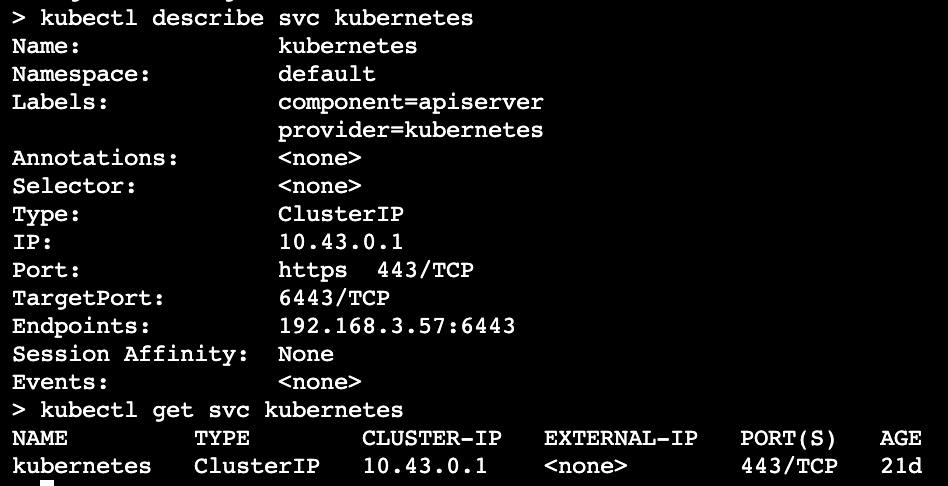 > kubectl describe svc kubernetes
Name:              kubernetes
Namespace:         default
Labels:            component=apiserver
                   provider=kubernetes
Annotations:       <none>
Selector:          <none>
Type:              ClusterIP
IP:                10.43.0.1
Port:              https  443/TCP
TargetPort:        6443/TCP
Endpoints:         192.168.3.57:6443
Session Affinity:  None
Events:            <none>
> kubectl get svc kubernetes
NAME         TYPE        CLUSTER-IP   EXTERNAL-IP   PORT(S)   AGE
kubernetes   ClusterIP   10.43.0.1    <none>        443/TCP   21d